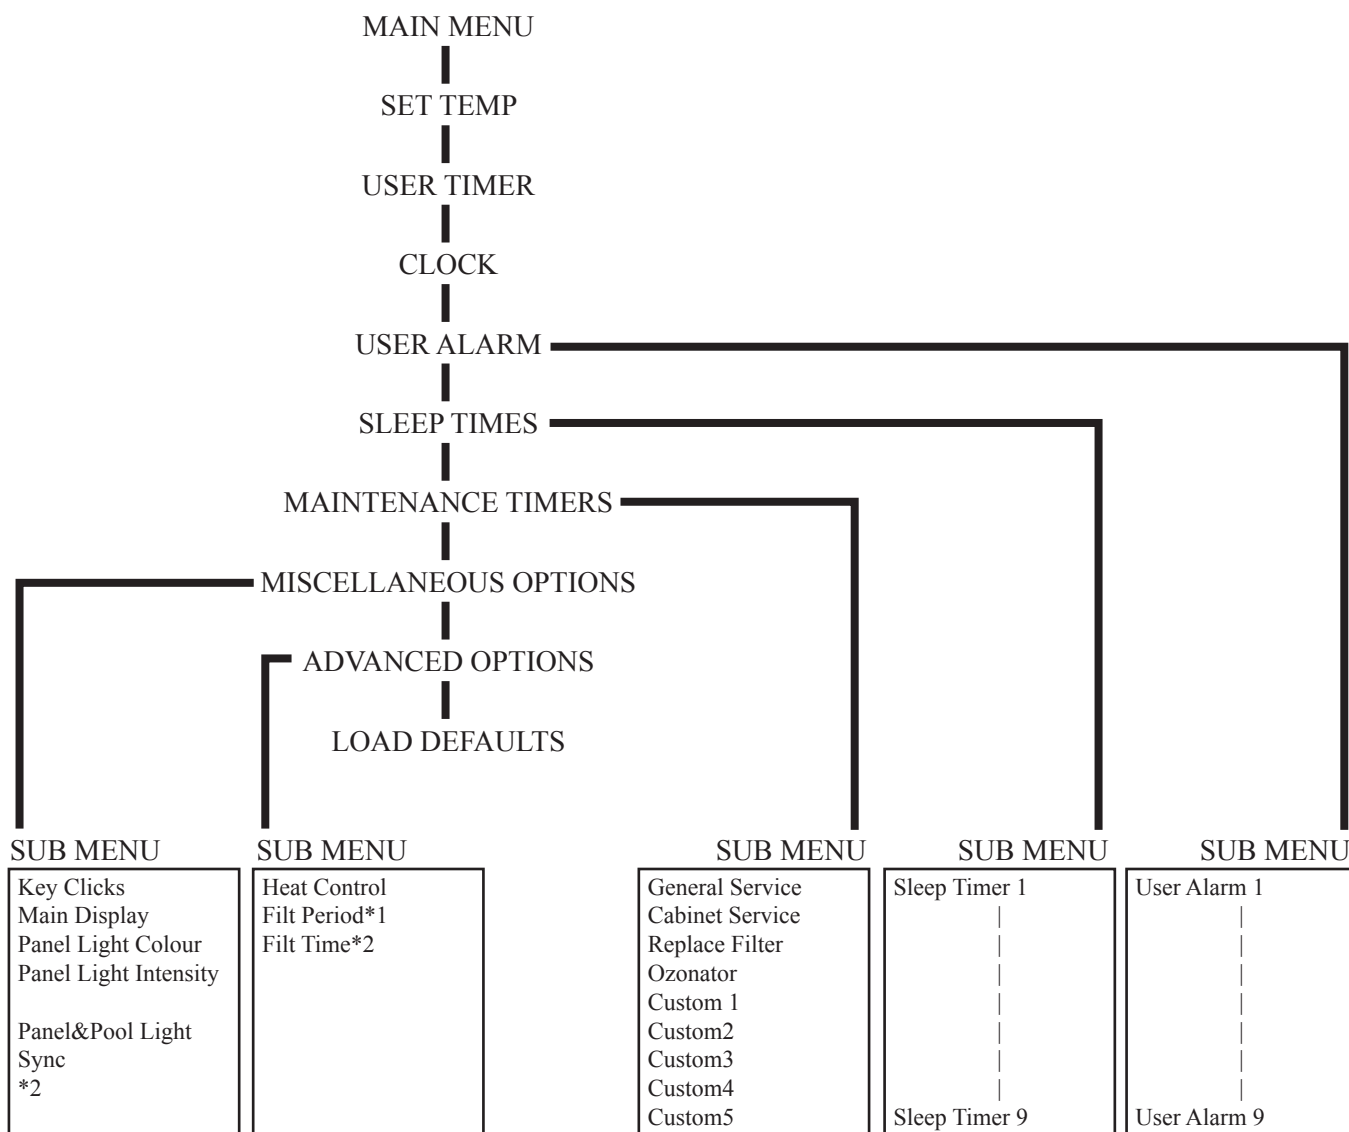 MAIN MENU
SET TEMP
USER TIMER
CLOCK
USER ALARM
SLEEP TIMES
MAINTENANCE TIMERS
MISCELLANEOUS OPTIONS
ADVANCED OPTIONS
LOAD DEFAULTS
SUB MENU
Key Clicks
Main Display
Panel Light Colour
Panel Light Intensity
Panel&Pool Light
Sync
*2
SUB MENU
Heat Control
Filt Period*1
Filt Time*2
SUB MENU
General Service
Cabinet Service
Replace Filter
Ozonator
Custom 1
Custom2
Custom3
Custom4
Custom5
SUB MENU
Sleep Timer 1
Sleep Timer 9
SUB MENU
User Alarm 1
User Alarm 9